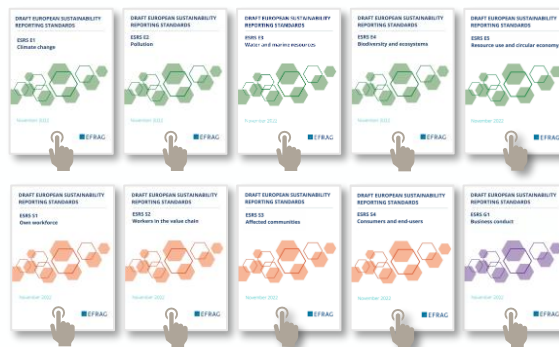 DRAFT EUROPEAN SUSTAINABILITY
REPORTING STANDARDS
ESRS E1
Climate change
November 2022
EFRAG
DRAFT EUROPEAN SUSTAINABILITY
REPORTING STANDARDS
ESRS E2
Pollution
November 2022
EFRAG
DRAFT EUROPEAN SUSTAINABILITY
REPORTING STANDARDS
ESRS E3
Water and marine resources
November 2022
EFRAG
DRAFT EUROPEAN SUSTAINABILITY
REPORTING STANDARDS
ESRS E4
Biodiversity and ecosystems
November 2022
EFRAG
DRAFT EUROPEAN SUSTAINABILITY
REPORTING STANDARDS
ESRS E5
Resource use and circular economy
November 2022
EFRAG
DRAFT EUROPEAN SUSTAINABILITY
REPORTING STANDARDS
ESRS S1
Own workforce
November 2022
EFRAG
DRAFT EUROPEAN SUSTAINABILITY
REPORTING STANDARDS
ESRS S2
Workers in the value chain
November 2022
EFRAG
DRAFT EUROPEAN SUSTAINABILITY
REPORTING STANDARDS
ESRS S3
Affected communities
November 2022
EFRAG
DRAFT EUROPEAN SUSTAINABILITY
REPORTING STANDARDS
ESRS S4
Consumers and end-users
November 2022
EFRAG
DRAFT EUROPEAN SUSTAINABILITY
REPORTING STANDARDS
ESRS G1
Business conduct
November 2022
EFRAG